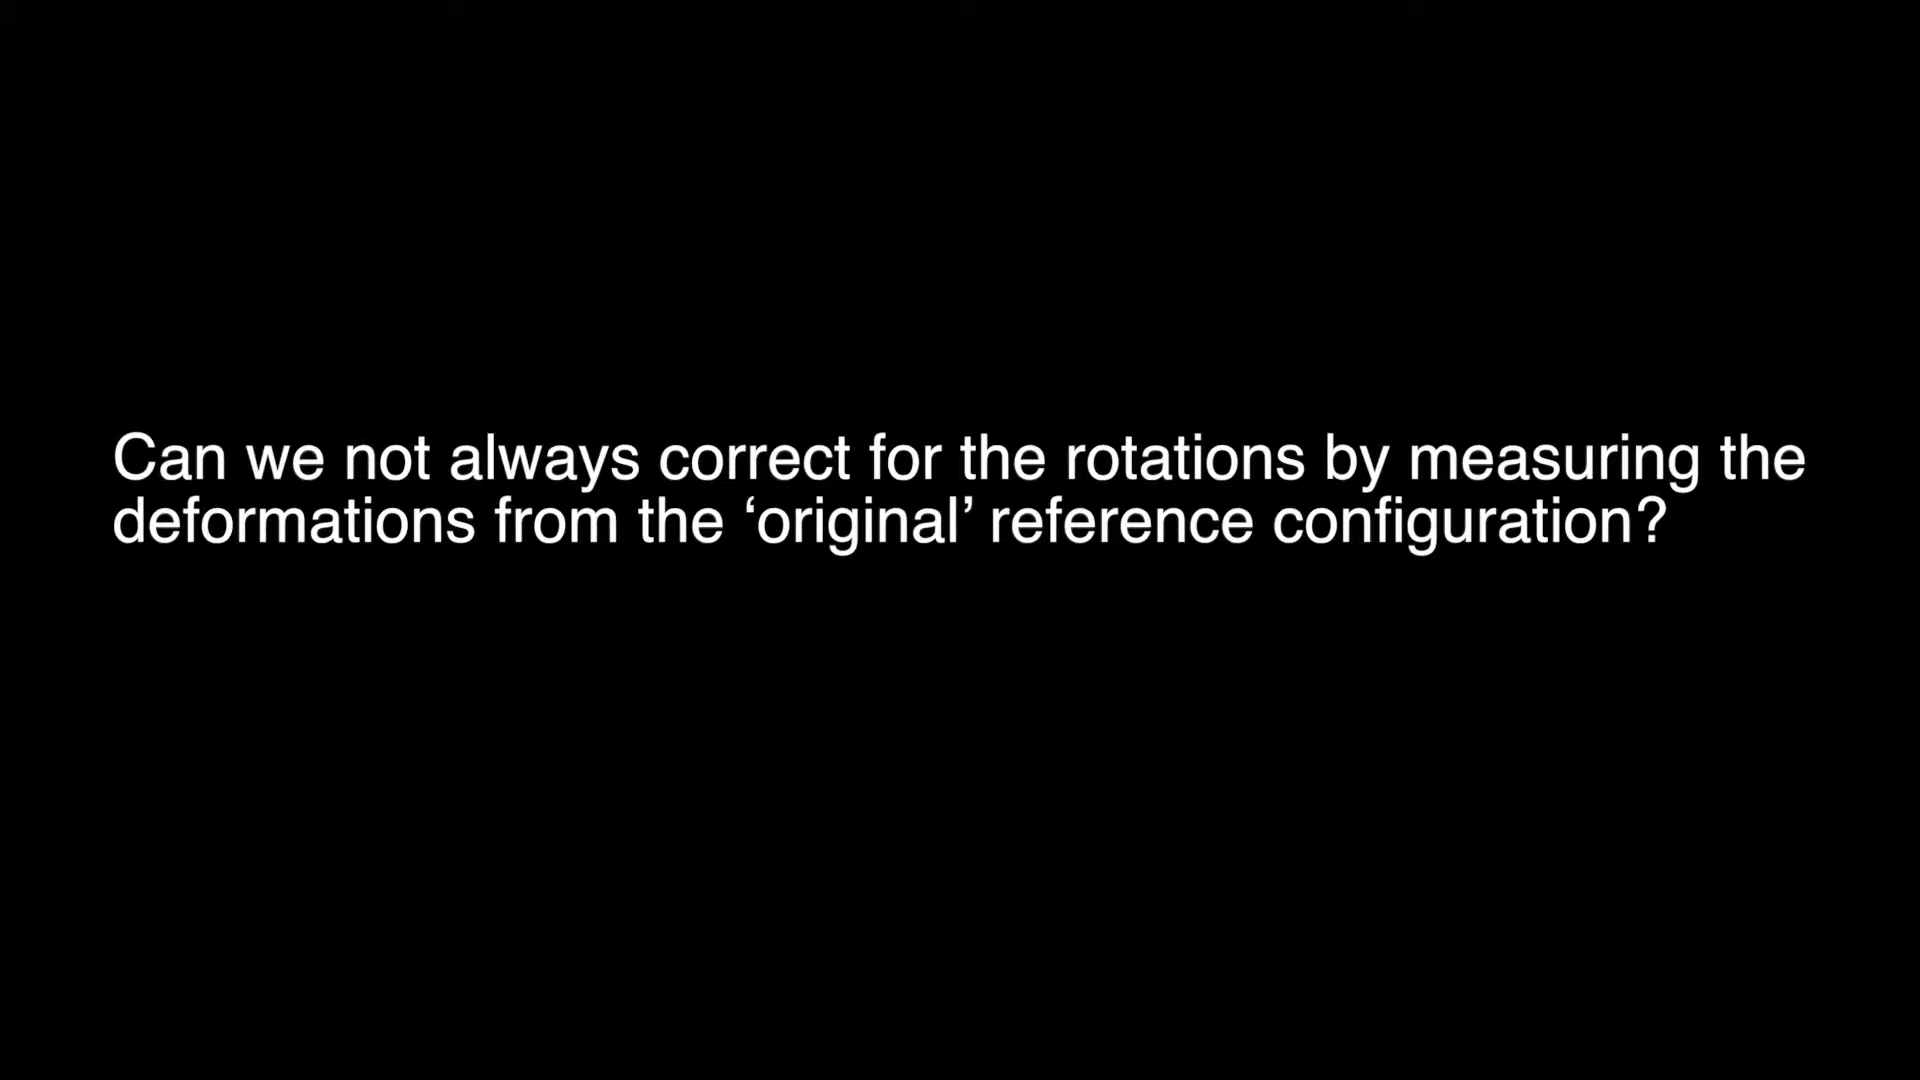 Can we not always correct for the rotations by measuring the
deformations from the ‘original’ reference configuration?